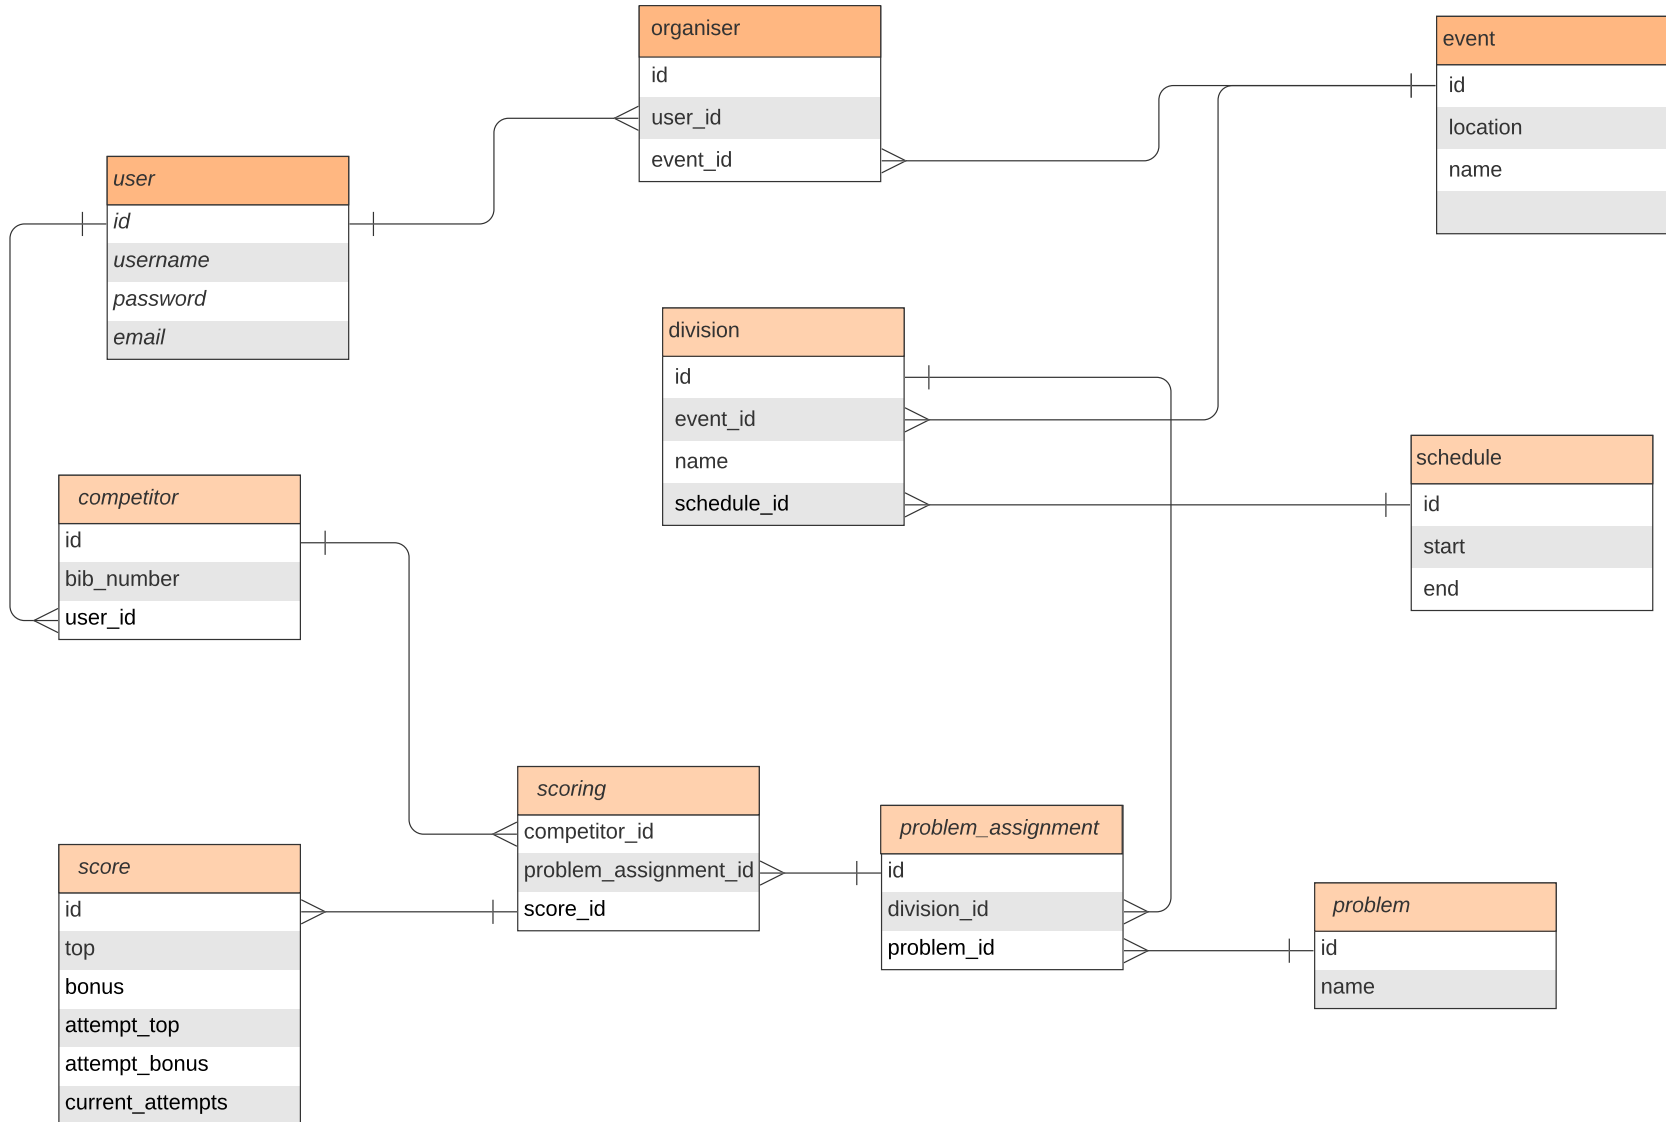 organiser
id
user_id
event_id
event
id
location
name
user
id
username
password
email
division
id
event_id
name
schedule_id
schedule
id
start
end
competitor
id
bib_number
user_id
scoring
competitor_id
problem_assignment_id
score_id
problem_assignment
id
division_id
problem_id
score
id
top
bonus
attempt_top
attempt_bonus
current_attempts
problem
id
name